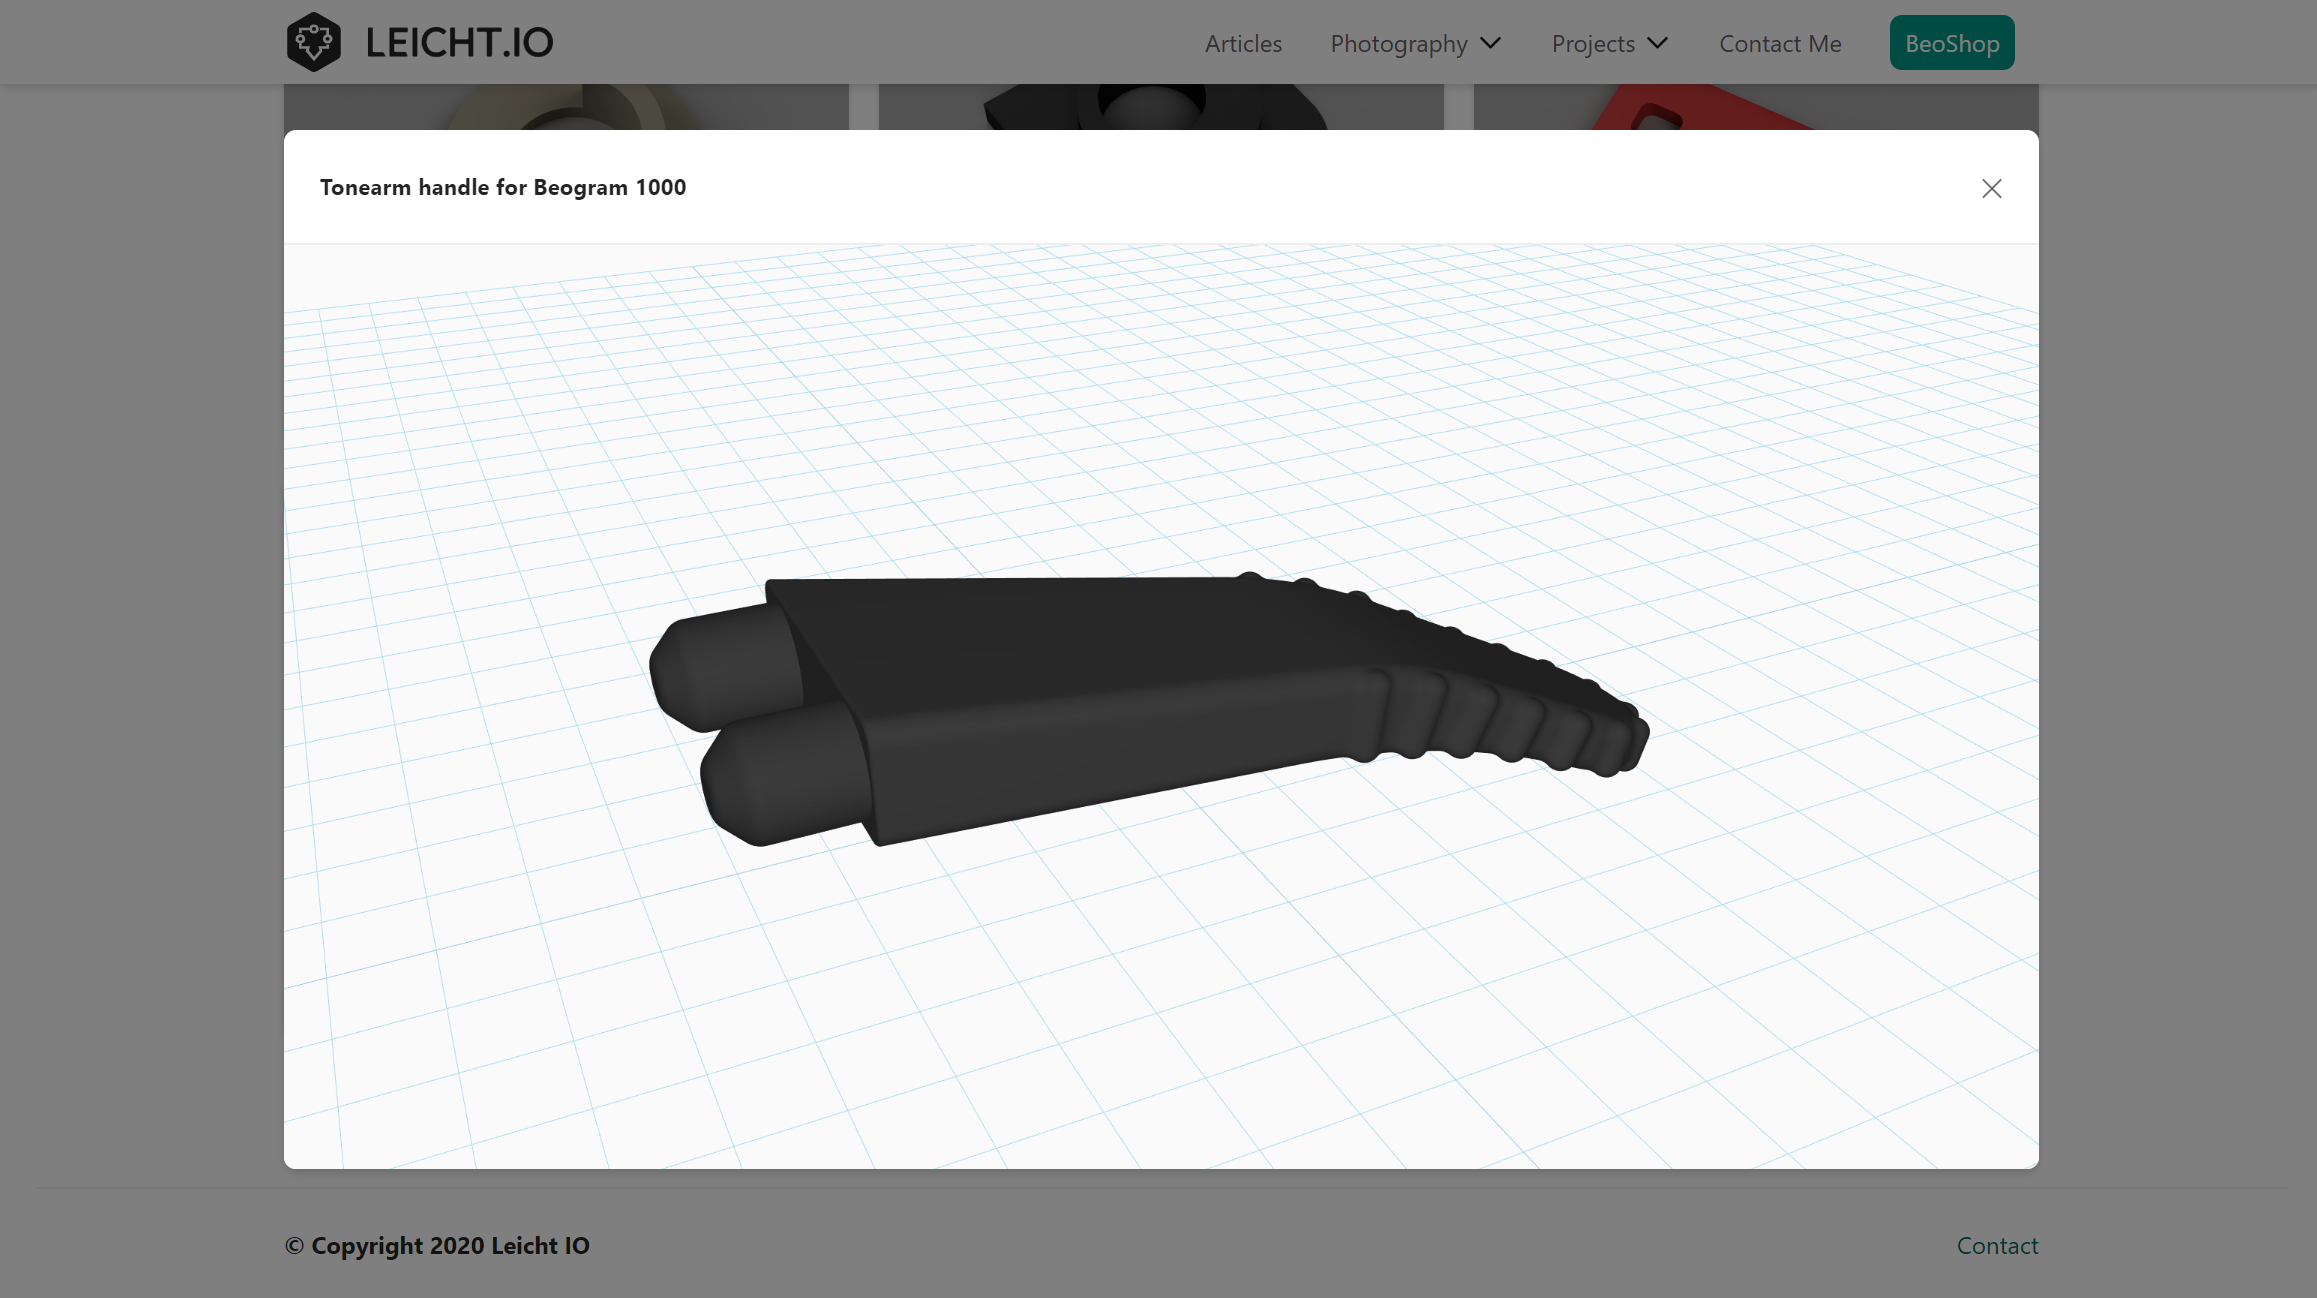 LEICHT.IO
Articles
Photography
Projects
Contact Me
BeoShop
Tonearm handle for Beogram 1000
© Copyright 2020 Leicht IO
Contact